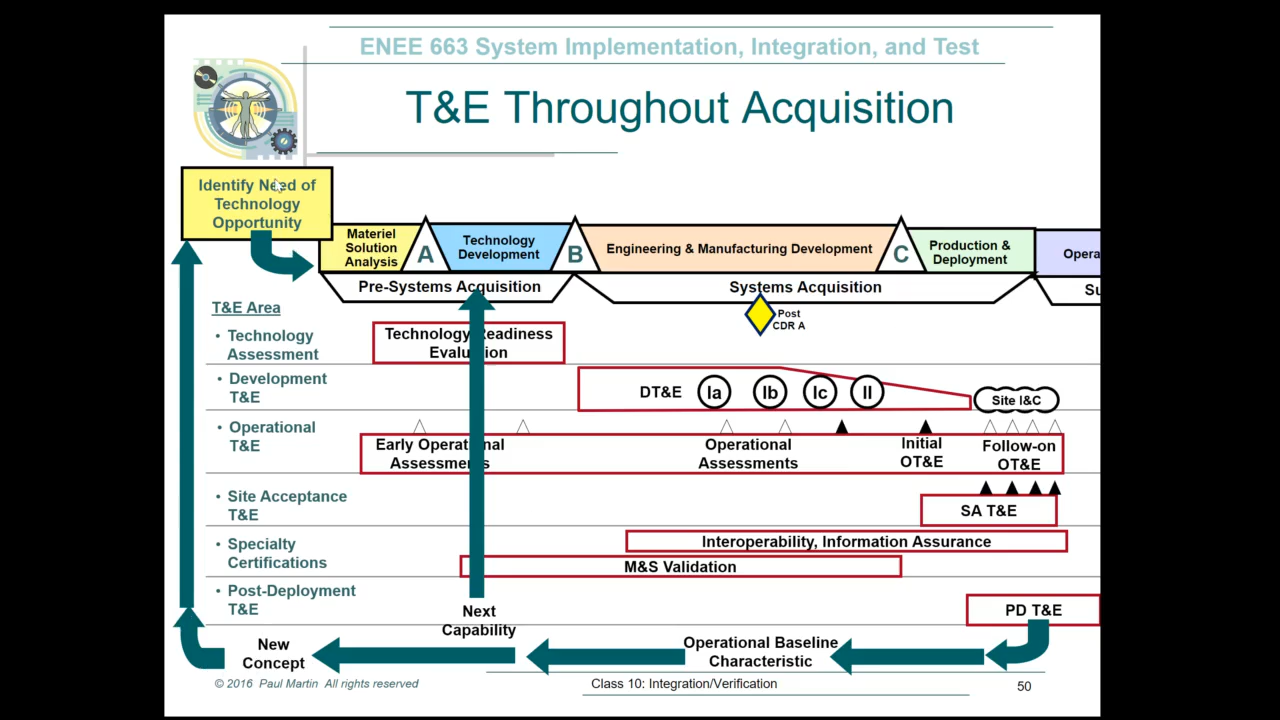 ENEE 663 System Implementation, Integration, and Test
T&E Throughout Acquisition
Identify Need of
Technology
Opportunity
Materiel
Solution
Analysis
A
Technology
Development
B
Engineering & Manufacturing Development
C
Production &
Deployment
Opera
Pre-Systems Acquisition
Systems Acquisition
Su
Post
CDR A
T&E Area
• Technology
Assessment
Technology Readiness
Evaluation
• Development
T&E
DT&E
Ia
Ib
Ic
II
Site I&C
• Operational
T&E
Early Operational
Assessments
Operational
Assessments
Initial
OT&E
Follow-on
OT&E
• Site Acceptance
T&E
SA T&E
• Specialty
Certifications
Interoperability, Information Assurance
M&S Validation
• Post-Deployment
T&E
PD T&E
Next
Capability
New
Concept
Operational Baseline
Characteristic
© 2016 Paul Martin All rights reserved
Class 10: Integration/Verification
50